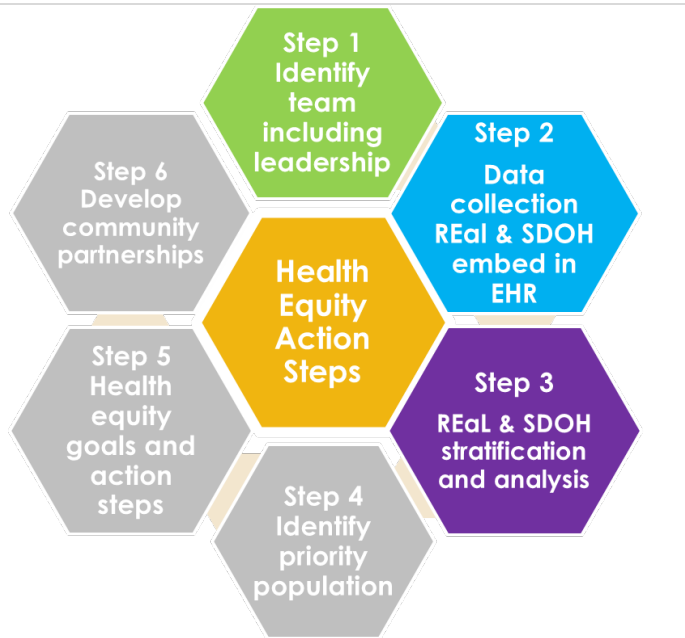 Step 1
Identify
team
including
leadership
Step 2
Data
collection
REal & SDOH
embed in
EHR
Step 3
REaL & SDOH
stratification
and analysis
Step 4
Identify
priority
population
Step 5
Health
equity
goals and
action
steps
Step 6
Develop
community
partnerships
Health
Equity
Action
Steps